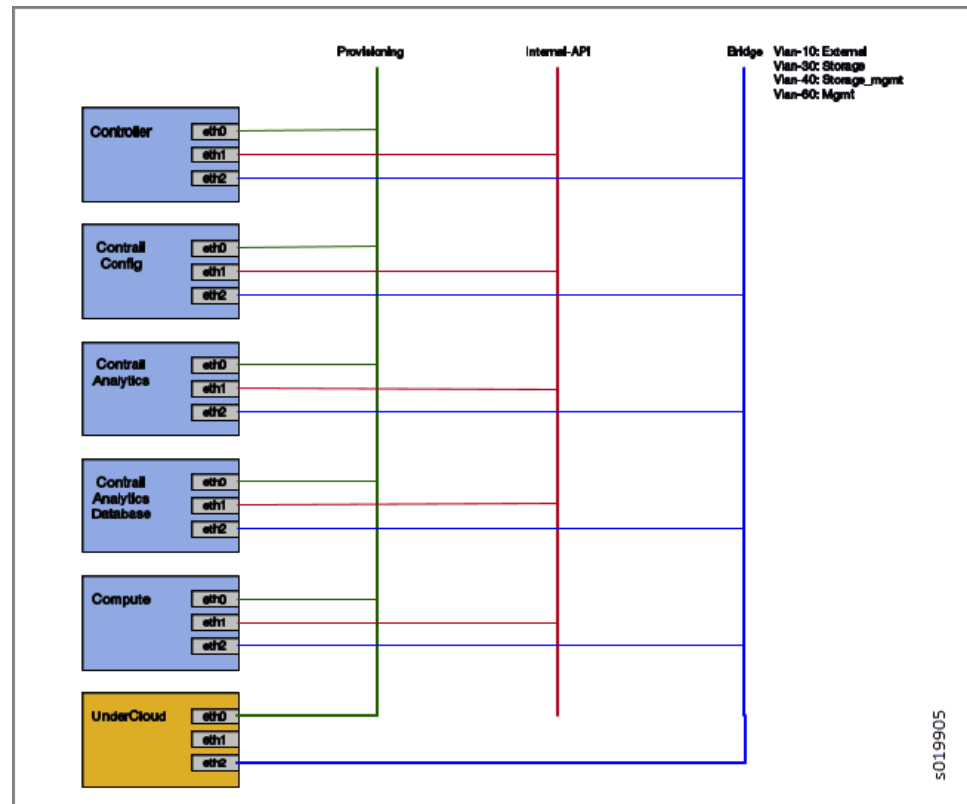 Provisioning
Internal-API
Bridge
Vlan-10: External
Vlan-30: Storage
Vlan-40: Storage_mgmt
Vlan-60: Mgmt
Controller
eth0
eth1
eth2
Contrail
Config
eth0
eth1
eth2
Contrail
Analytics
eth0
eth1
eth2
Contrail
Analytics
Database
eth0
eth1
eth2
Compute
eth0
eth1
eth2
UnderCloud
eth0
eth1
eth2
s019905